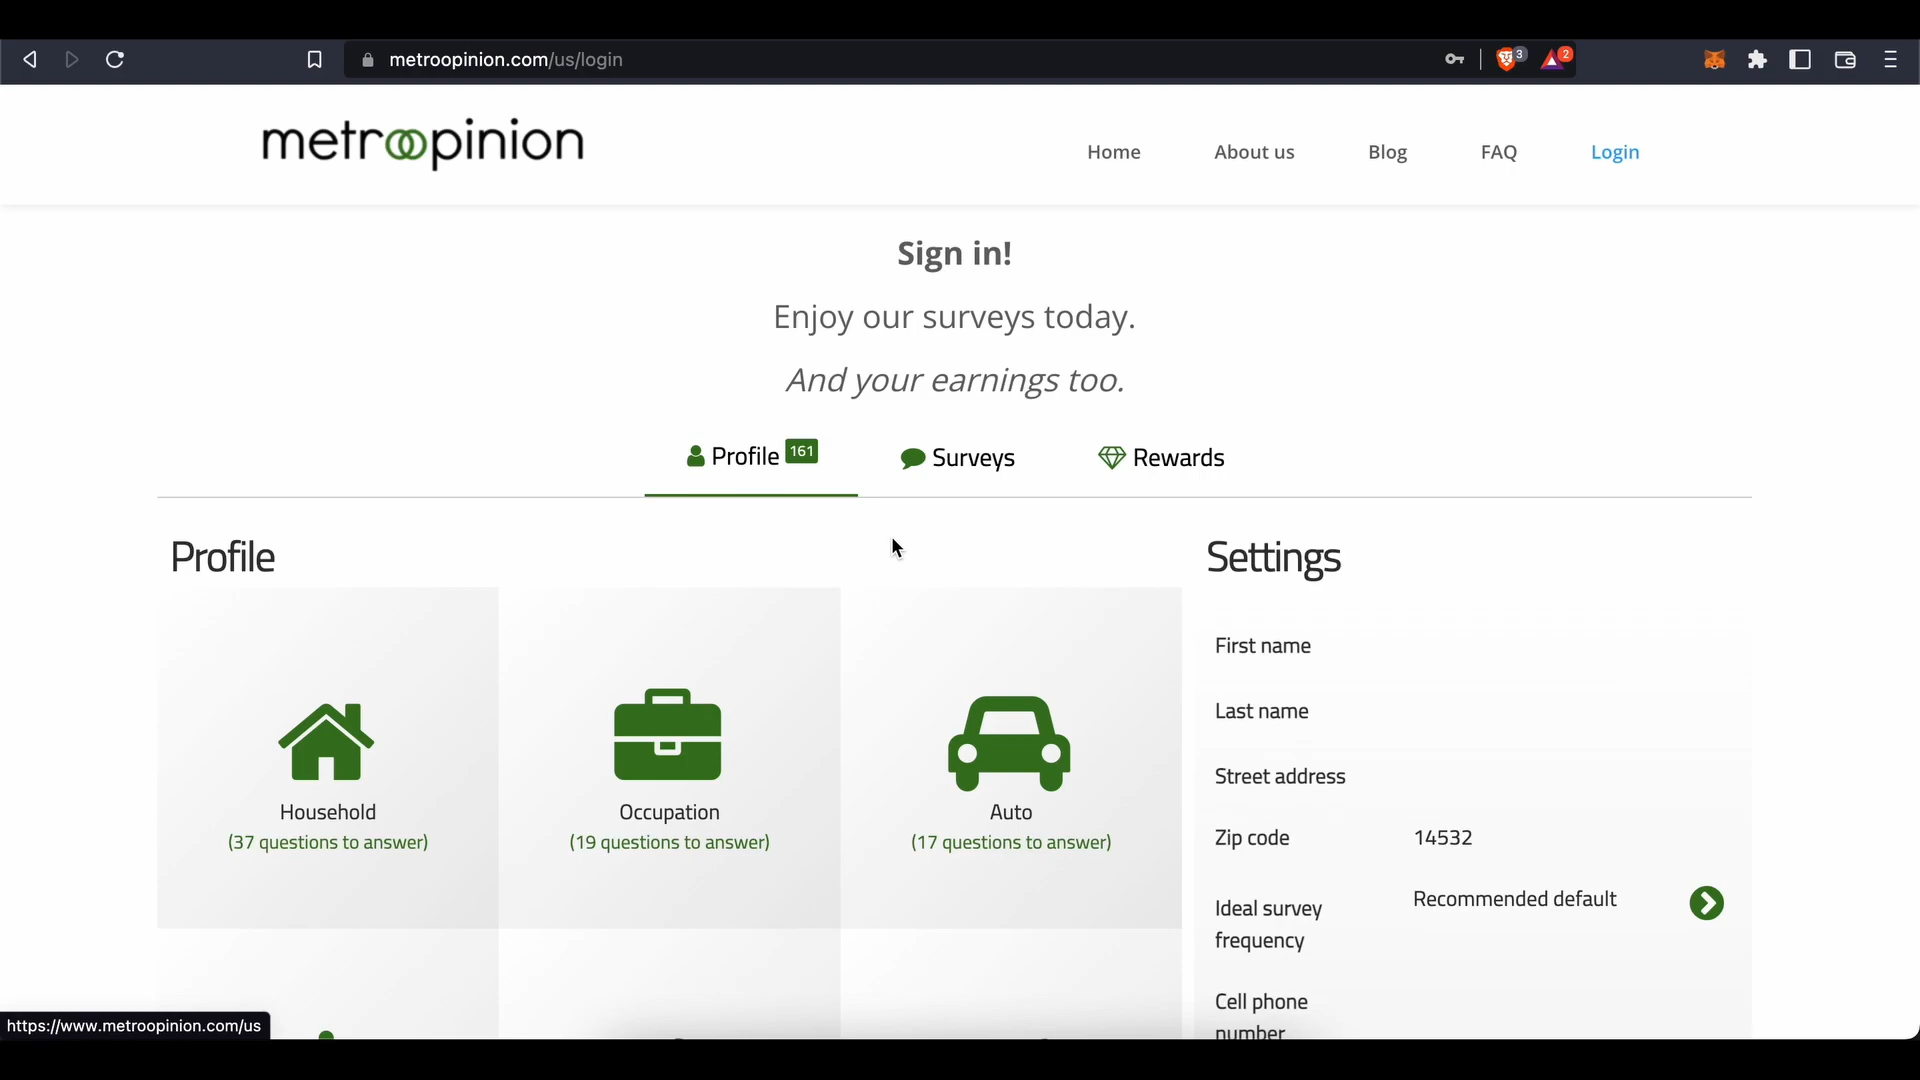 metroopinion.com/us/login
3
2
metroopinion
Home
About us
Blog
FAQ
Login
Sign in!
Enjoy our surveys today.
And your earnings too.
Profile 161
Surveys
Rewards
Profile
Settings
Household
(37 questions to answer)
Occupation
(19 questions to answer)
Auto
(17 questions to answer)
First name
Last name
Street address
Zip code 14532
Ideal survey
frequency
Recommended default
Cell phone
number
https://www.metroopinion.com/us